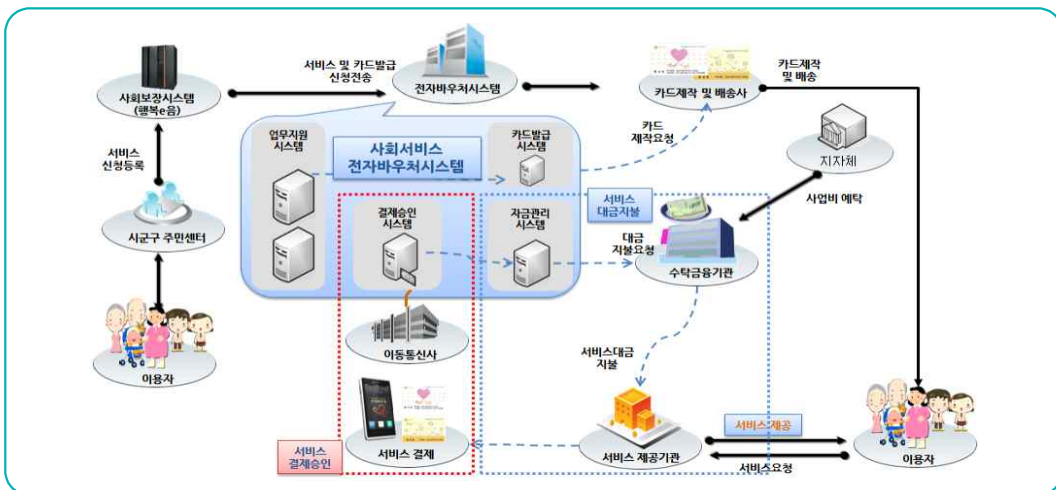 서비스 및 카드발급
신청전송
전자바우처시스템
카드제작 및 배송사
카드제작
및 배송
사회보장시스템
(행복e음)
서비스
신청등록
시군구 주민센터
이용자
업무지원
시스템
사회서비스
전자바우처시스템
카드발급
시스템
카드
제작요청
지자체
사업비 예탁
서비스
대금지불
결제승인
시스템
자금관리
시스템
대금
지불요청
수탁금융기관
이동통신사
서비스대금
지불
서비스
결제승인
서비스 결제
서비스 제공기관
서비스 제공
서비스요청
이용자